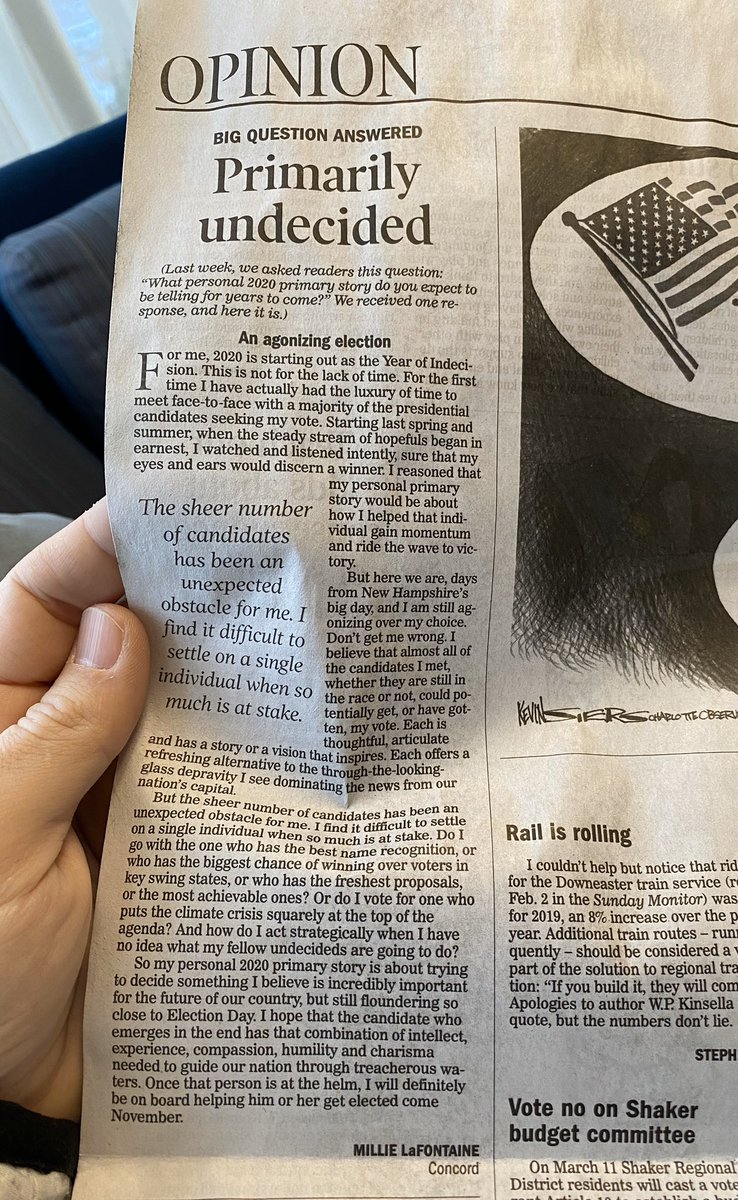 OPINION
BIG QUESTION ANSWERED
Primarily
undecided
(Last week, we asked readers this question:
“What personal 2020 primary story do you expect to
be telling for years to come?” We received one re-
sponse, and here it is.)
An agonizing election
For me, 2020 is starting out as the Year of Indeci-
sion. This is not for the lack of time. For the first
time I have actually had the luxury of time to
meet face-to-face with a majority of the presidential
candidates seeking my vote. Starting last spring and
summer, when the steady stream of hopefuls began in
earnest, I watched and listened intently, sure that my
eyes and ears would discern a winner. I reasoned that
my personal primary
story would be about
how I helped that indi-
vidual gain momentum
and ride the wave to vic-
tory.
But here we are, days
from New Hampshire’s
big day, and I am still ag-
onizing over my choice.
Don’t get me wrong. I
believe that almost all of
the candidates I met,
whether they are still in
the race or not, could po-
tentially get, or have got-
ten, my vote. Each is
thoughtful, articulate
and has a story or a vision that inspires. Each offers a
refreshing alternative to the through-the-looking-
glass depravity I see dominating the news from our
nation’s capital.
But the sheer number of candidates has been an
unexpected obstacle for me. I find it difficult to settle
on a single individual when so much is at stake. Do I
go with the one who has the best name recognition, or
who has the biggest chance of winning over voters in
key swing states, or who has the freshest proposals,
or the most achievable ones? Or do I vote for one who
puts the climate crisis squarely at the top of the
agenda? And how do I act strategically when I have
no idea what my fellow undecideds are going to do?
So my personal 2020 primary story is about trying
to decide something I believe is incredibly important
for the future of our country, but still floundering so
close to Election Day. I hope that the candidate who
emerges in the end has that combination of intellect,
experience, compassion, humility and charisma
needed to guide our nation through treacherous wa-
ters. Once that person is at the helm, I will definitely
be on board helping him or her get elected come
November.
MILLIE LaFONTAINE
Concord
The sheer number
of candidates
has been an
unexpected
obstacle for me. I
find it difficult to
settle on a single
individual when so
much is at stake.
KEVIN SIERS CHARLOTTE OBSERV
Rail is rolling
I couldn’t help but notice that rid
for the Downeaster train service (r
Feb. 2 in the Sunday Monitor) was
for 2019, an 8% increase over the p
year. Additional train routes – run
quently – should be considered a
part of the solution to regional tra
tion: “If you build it, they will com
Apologies to author W.P. Kinsella
quote, but the numbers don’t lie.
STEPH
Vote no on Shaker
budget committee
On March 11 Shaker Regional
District residents will cast a vote